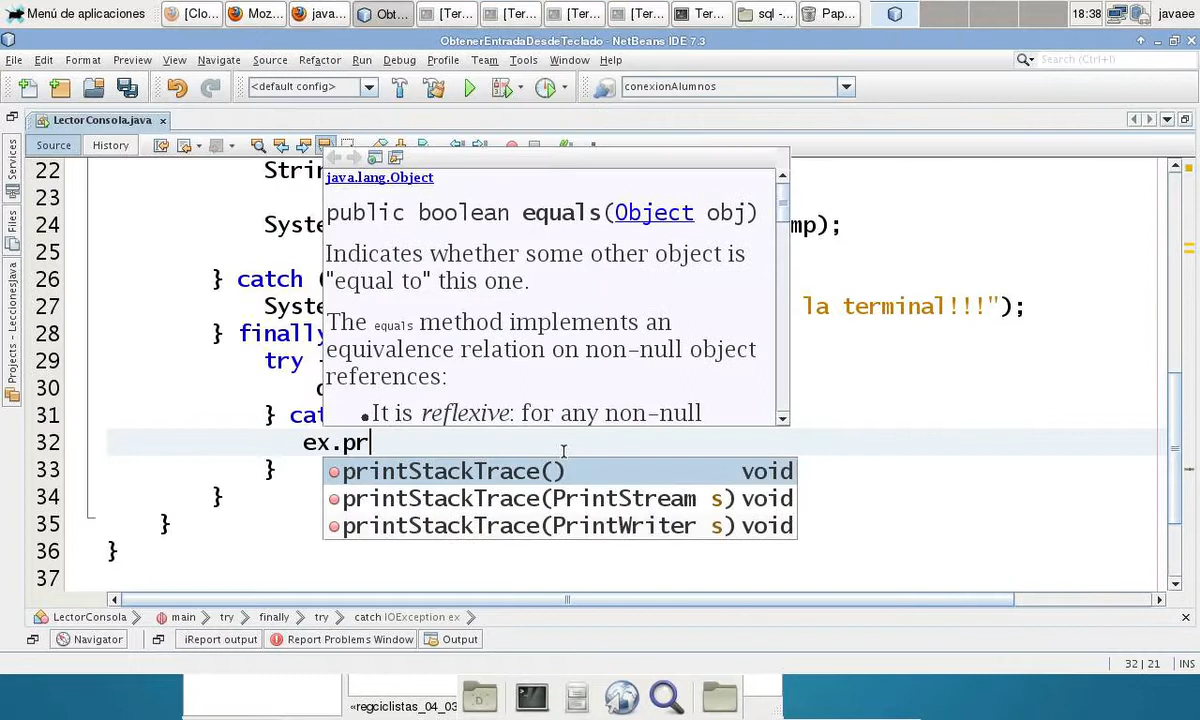 Menú de aplicaciones
[Clo...
Moz...
java...
Obt...
[Ter...
[Ter...
[Ter...
[Ter...
Ter...
sql -...
Pap...
18:38
javaee
ObtenerEntradaDesdeTeclado - NetBeans IDE 7.3
File Edit Format Preview View Navigate Source Refactor Run Debug Profile Team Tools Window Help
Search (Ctrl+I)
<default config>
conexionAlumnos
LectorConsola.java
Source History
Services
Files
Projects - LeccionesJava
22 Strin
23
24 Syste mp);
25
26 } catch (
27 Syste la terminal!!!");
28 } finally
29 try
30
31 } cat
32 ex.pr
33 }
34 }
35 }
36 }
37
java.lang.Object
public boolean equals(Object obj)
Indicates whether some other object is
"equal to" this one.
The equals method implements an
equivalence relation on non-null object
references:
•It is reflexive: for any non-null
printStackTrace() void
printStackTrace(PrintStream s) void
printStackTrace(PrintWriter s) void
LectorConsola main try finally try catch IOException ex
Navigator iReport output Report Problems Window Output
32 | 21 INS
«regciclistas_04_03